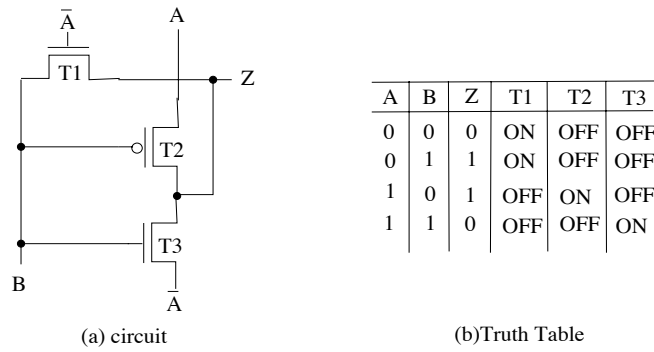 A̅
A
T1
Z
T2
T3
B
A̅
(a) circuit
A B Z T1 T2 T3
0 0 0 ON OFF OFF
0 1 1 ON OFF OFF
1 0 1 OFF ON OFF
1 1 0 OFF OFF ON
(b)Truth Table